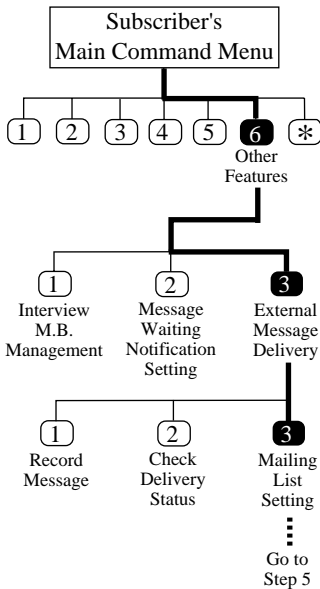 Subscriber's
Main Command Menu
1 2 3 4 5 6 *
Other
Features
1 2 3
Interview
M.B.
Management
Message
Waiting
Notification
Setting
External
Message
Delivery
1 2 3
Record
Message
Check
Delivery
Status
Mailing
List
Setting
Go to
Step 5